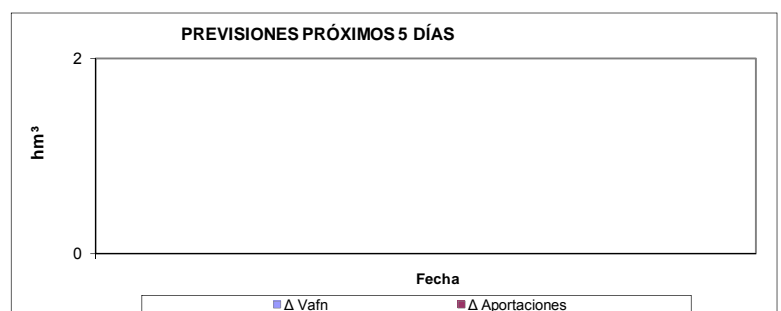 PREVISIONES PRÓXIMOS 5 DÍAS
2
hm³
0
Fecha
Δ Vafn Δ Aportaciones